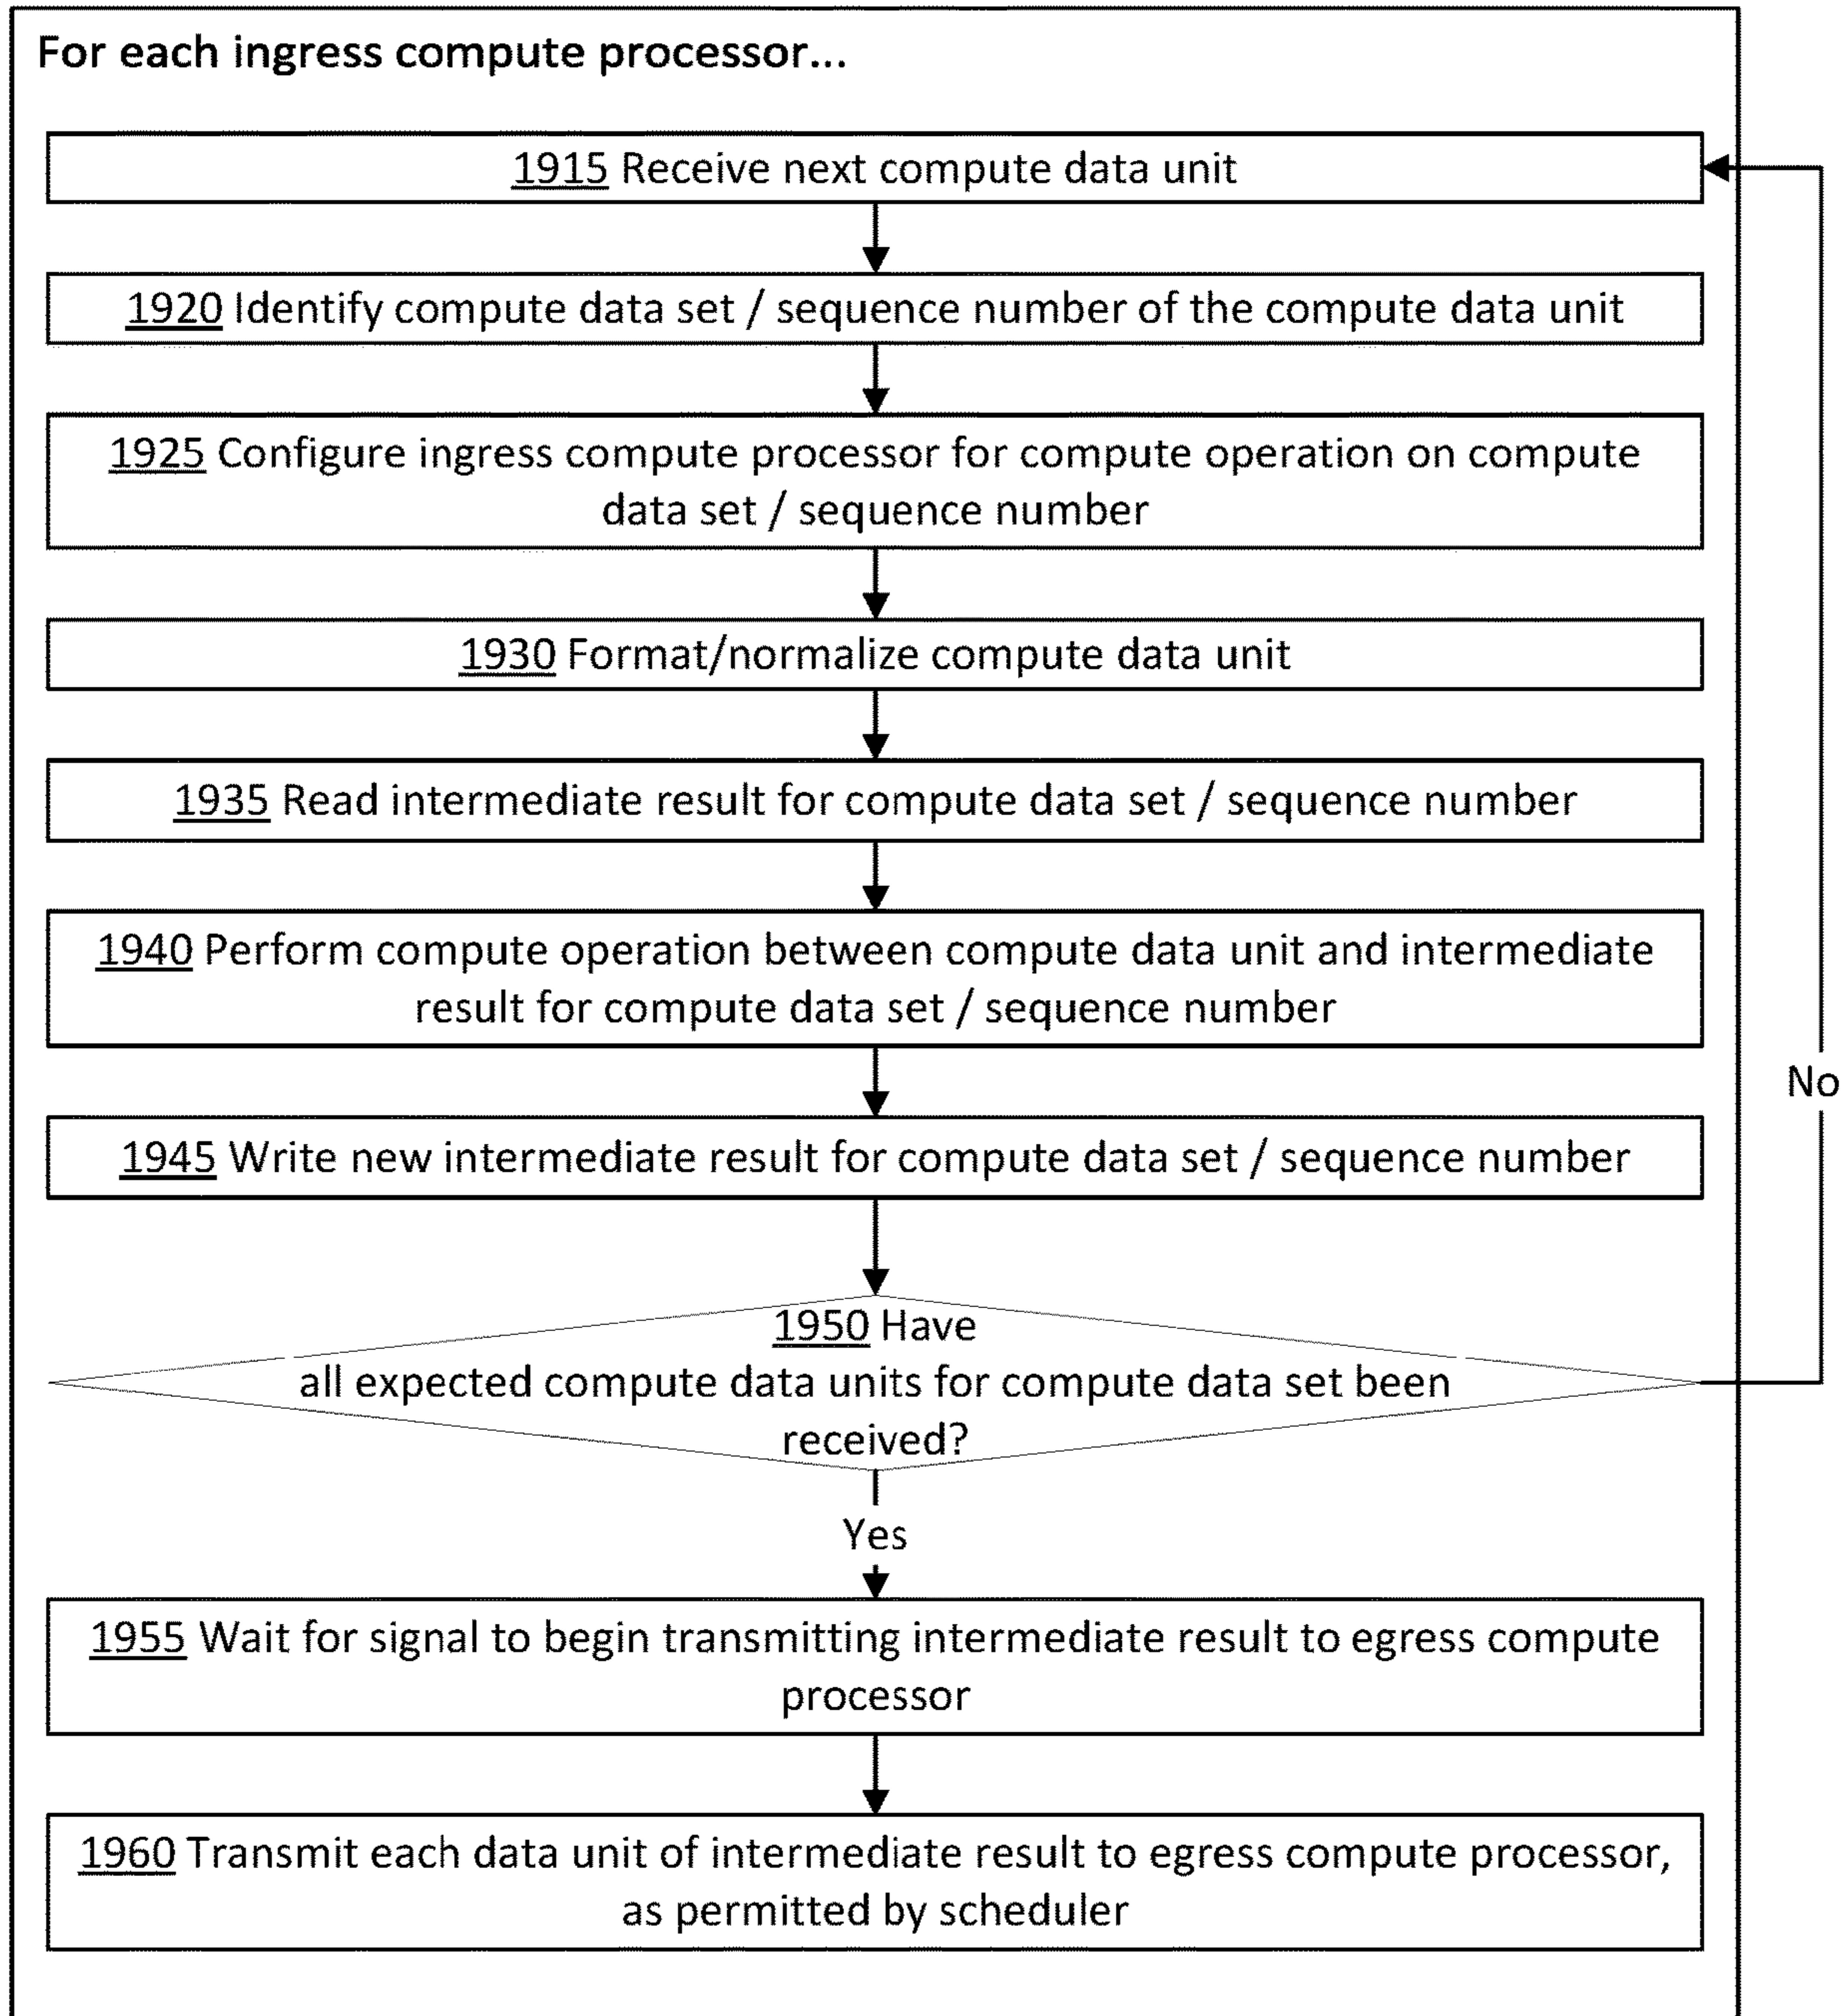 For each ingress compute processor...
1915 Receive next compute data unit
1920 Identify compute data set / sequence number of the compute data unit
1925 Configure ingress compute processor for compute operation on compute
data set / sequence number
1930 Format/normalize compute data unit
1935 Read intermediate result for compute data set / sequence number
1940 Perform compute operation between compute data unit and intermediate
result for compute data set / sequence number
No
1945 Write new intermediate result for compute data set / sequence number
1950 Have
all expected compute data units for compute data set been
received?
Yes
1955 Wait for signal to begin transmitting intermediate result to egress compute
processor
1960 Transmit each data unit of intermediate result to egress compute processor,
as permitted by scheduler